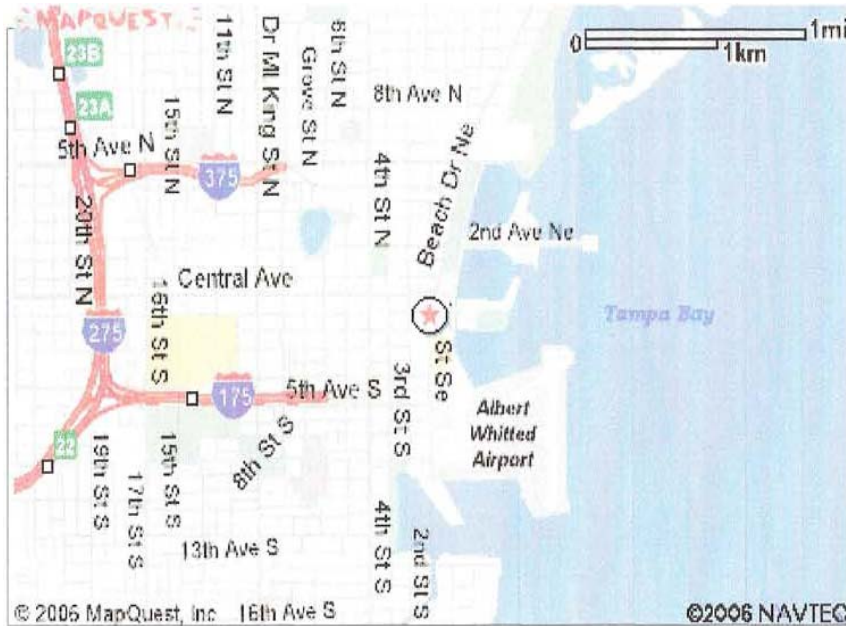 MAPQUEST.
0
1mi
1km
23B
23A
11th St N
Dr Ml King St N
Grove St N
6th St N
8th Ave N
5th Ave N
15th St N
375
4th St N
Beach Dr Ne
2nd Ave Ne
20th St N
Central Ave
16th St S
275
Tampa Bay
St Se
3rd St S
175
5th Ave S
Albert
Whitted
Airport
22
19th St S
17th St S
15th St S
8th St S
13th Ave S
4th St S
2nd St S
© 2006 MapQuest, Inc
16th Ave S
©2006 NAVTEC